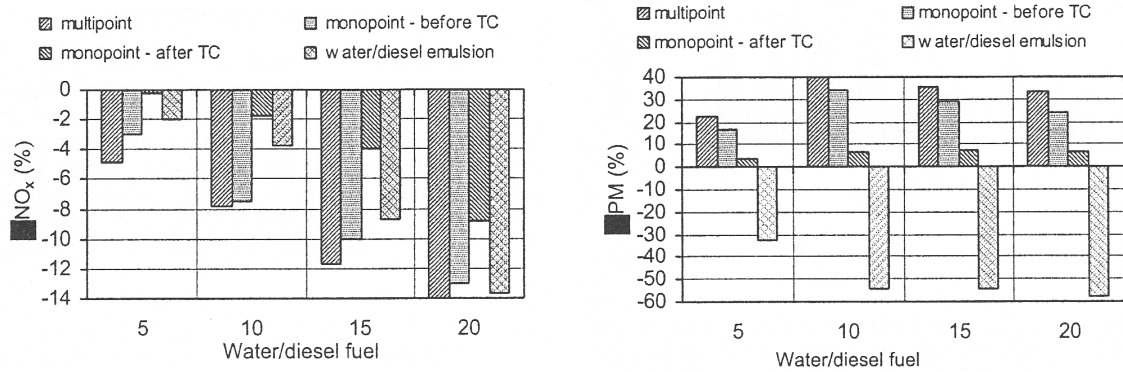 multipoint
monopoint - before TC
monopoint - after TC
water/diesel emulsion
0
-2
-4
-6
-8
-10
-12
-14
NOx (%)
5 10 15 20
Water/diesel fuel
multipoint
monopoint - before TC
monopoint - after TC
water/diesel emulsion
40
30
20
10
0
-10
-20
-30
-40
-50
-60
PM (%)
5 10 15 20
Water/diesel fuel